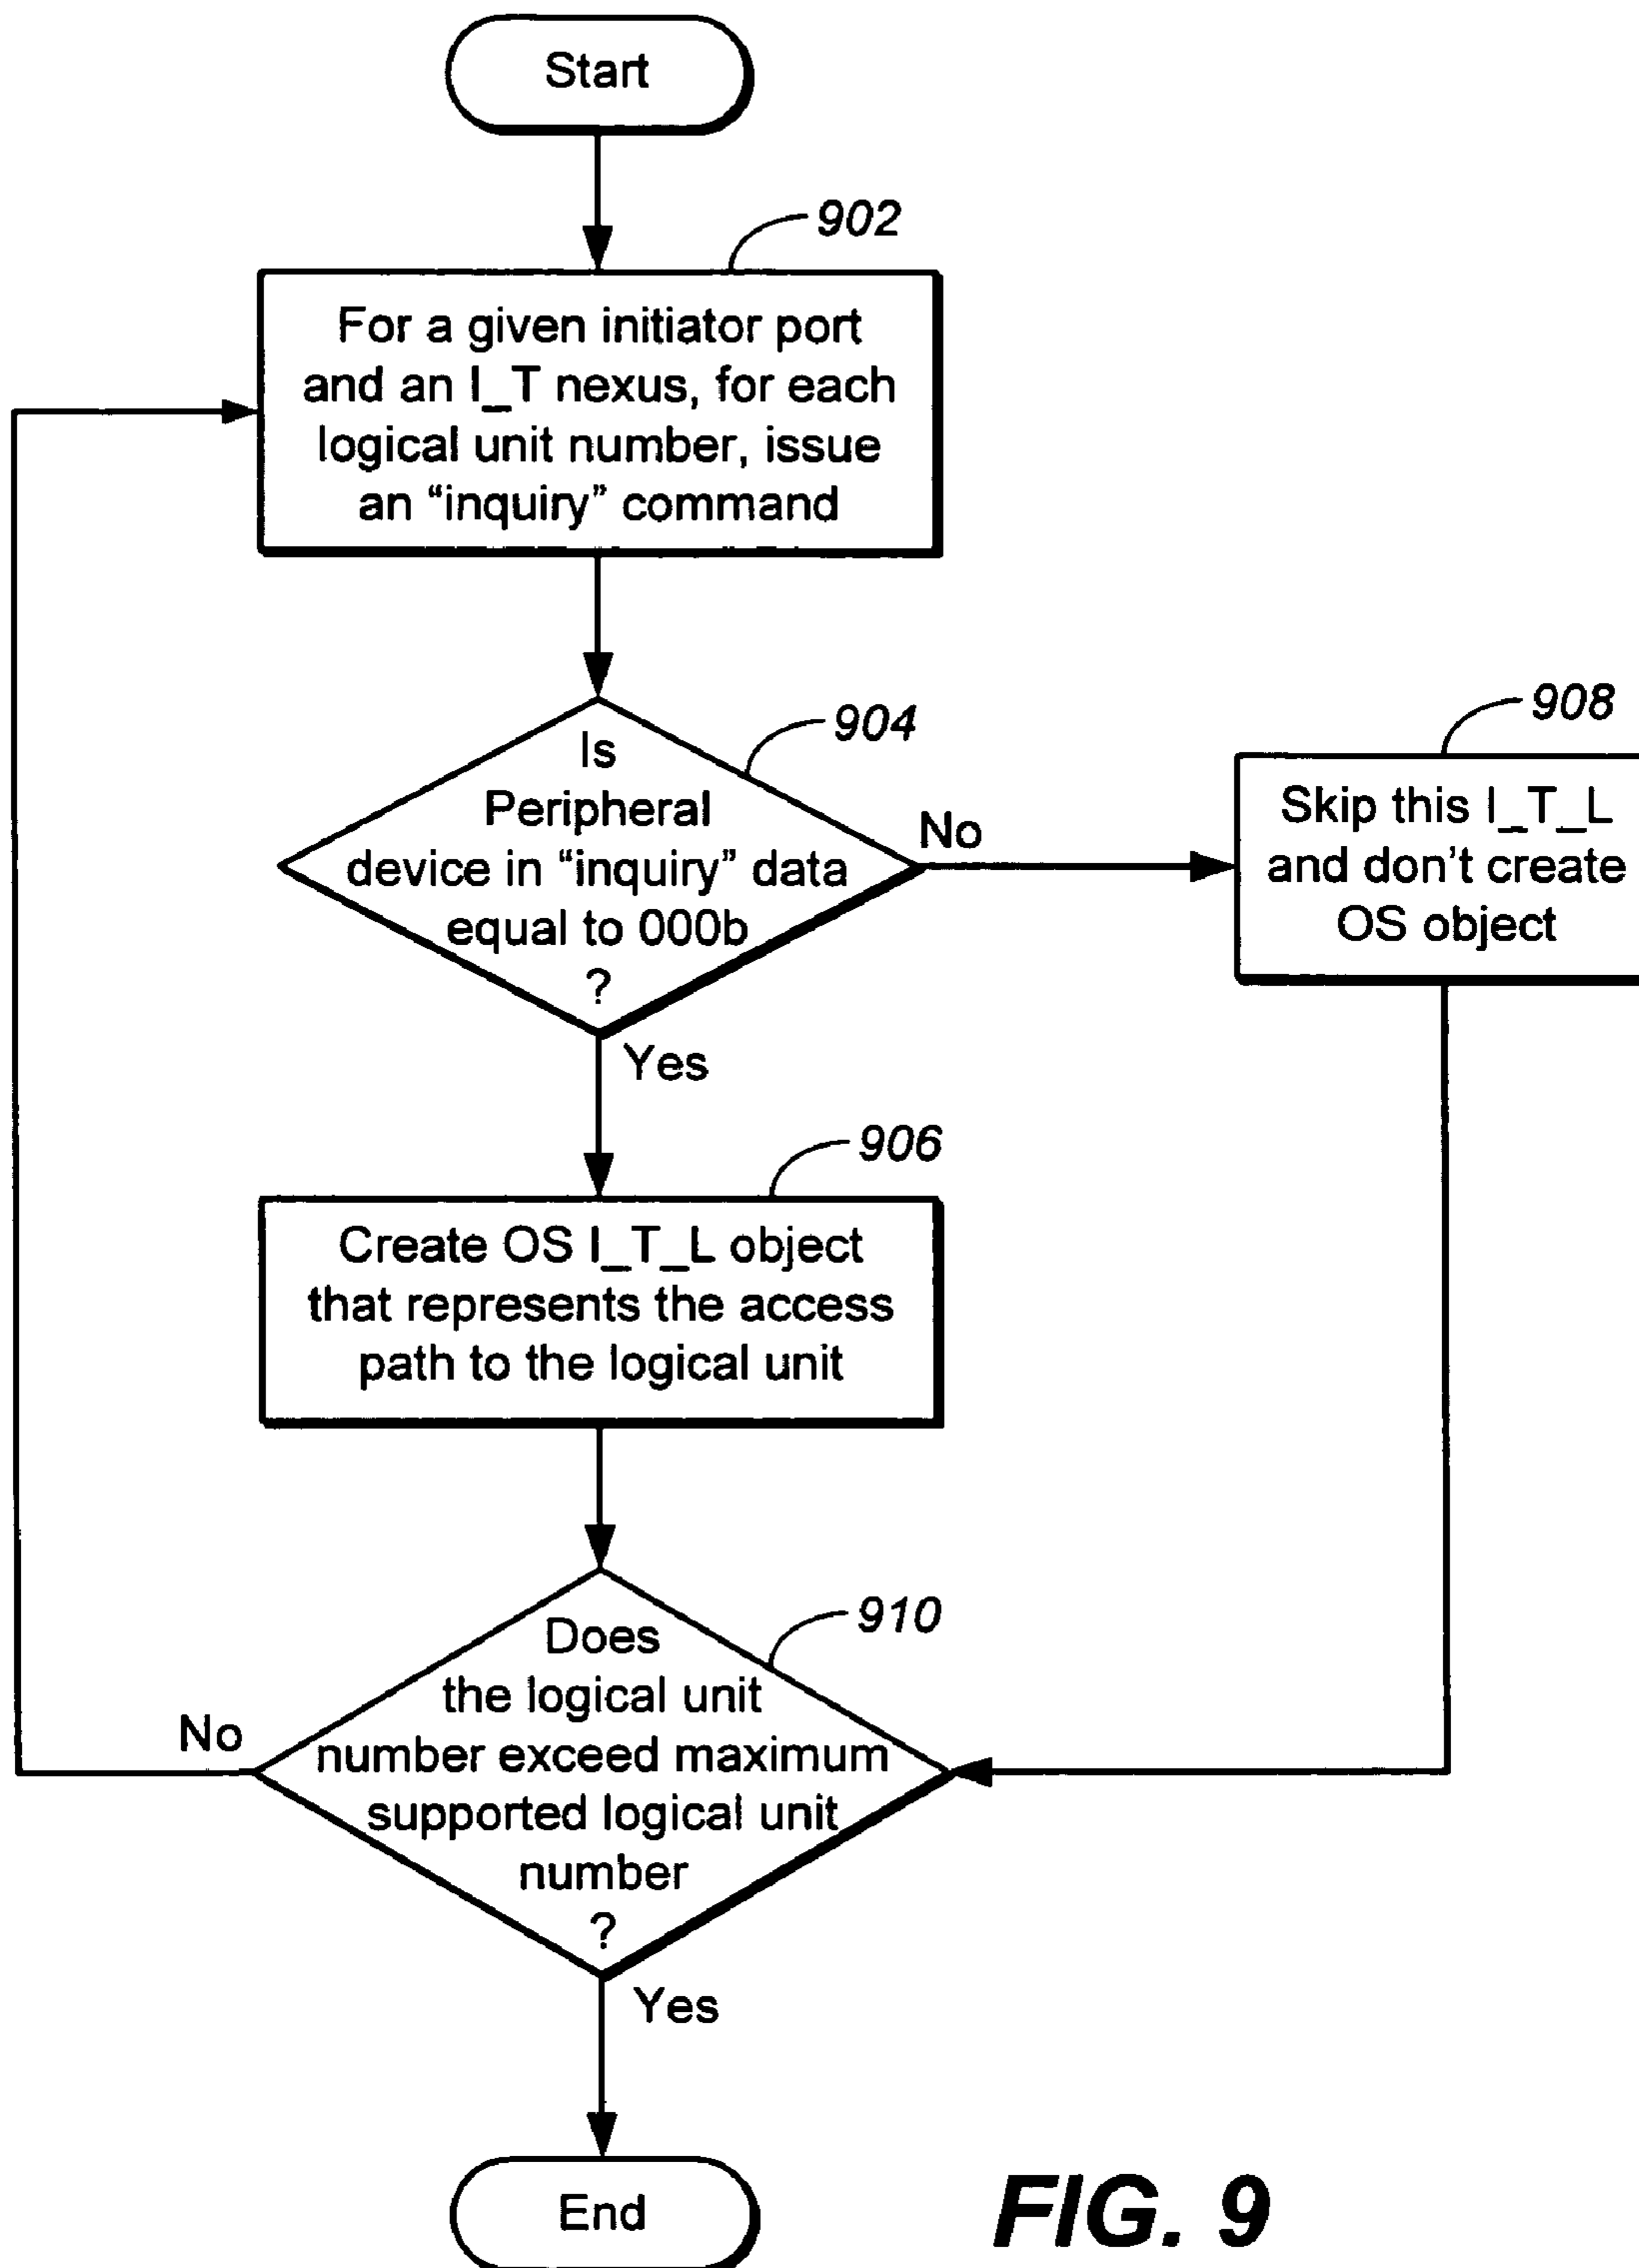 Start
902
For a given initiator port
and an I_T nexus, for each
logical unit number, issue
an “inquiry” command
904
Is
Peripheral
device in “inquiry” data
equal to 000b
?
No
Yes
908
Skip this I_T_L
and don’t create
OS object
906
Create OS I_T_L object
that represents the access
path to the logical unit
910
Does
the logical unit
number exceed maximum
supported logical unit
number
?
No
Yes
End
FIG. 9